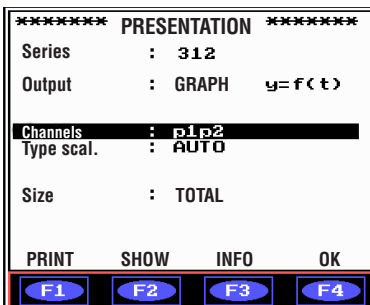 ******* PRESENTATION *******
Series : 312
Output : GRAPH y=f(t)
Channels : p1p2
Type scal. : AUTO
Size : TOTAL
PRINT SHOW INFO OK
F1 F2 F3 F4